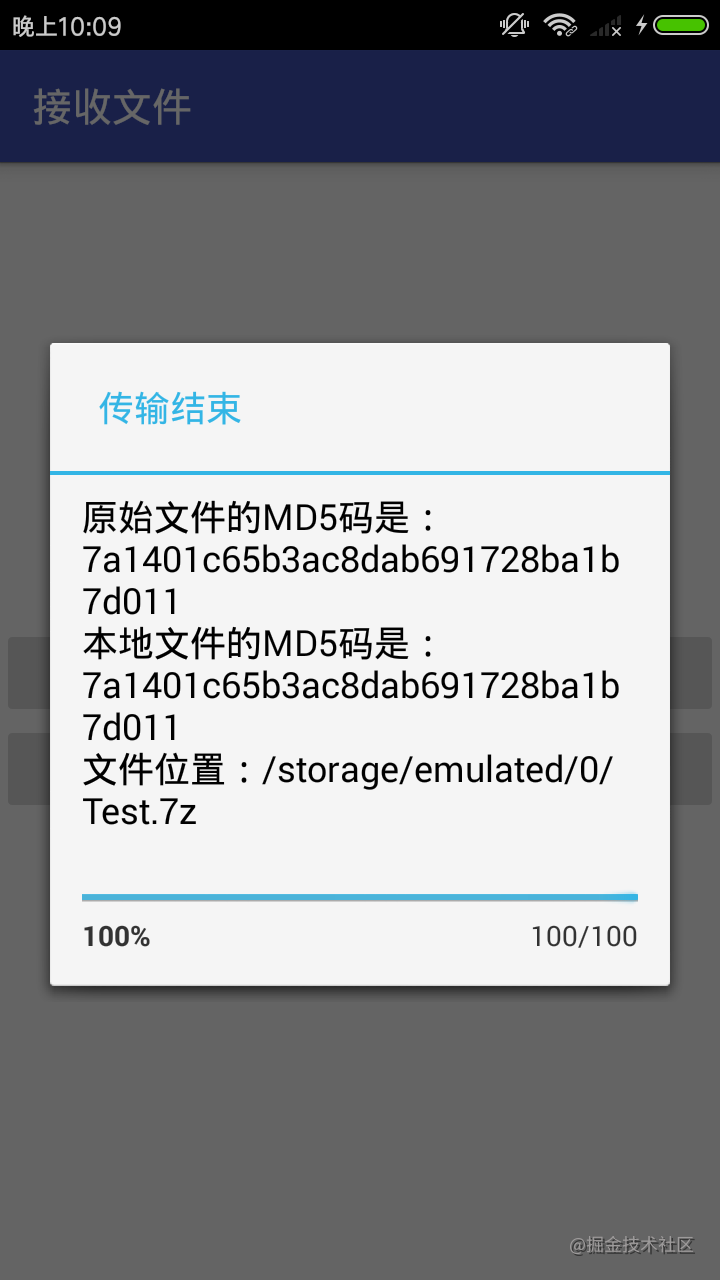 晚上10:09
接收文件
传输结束
原始文件的MD5码是：
7a1401c65b3ac8dab691728ba1b
7d011
本地文件的MD5码是：
7a1401c65b3ac8dab691728ba1b
7d011
文件位置：/storage/emulated/0/
Test.7z
100%
100/100
@掘金技术社区